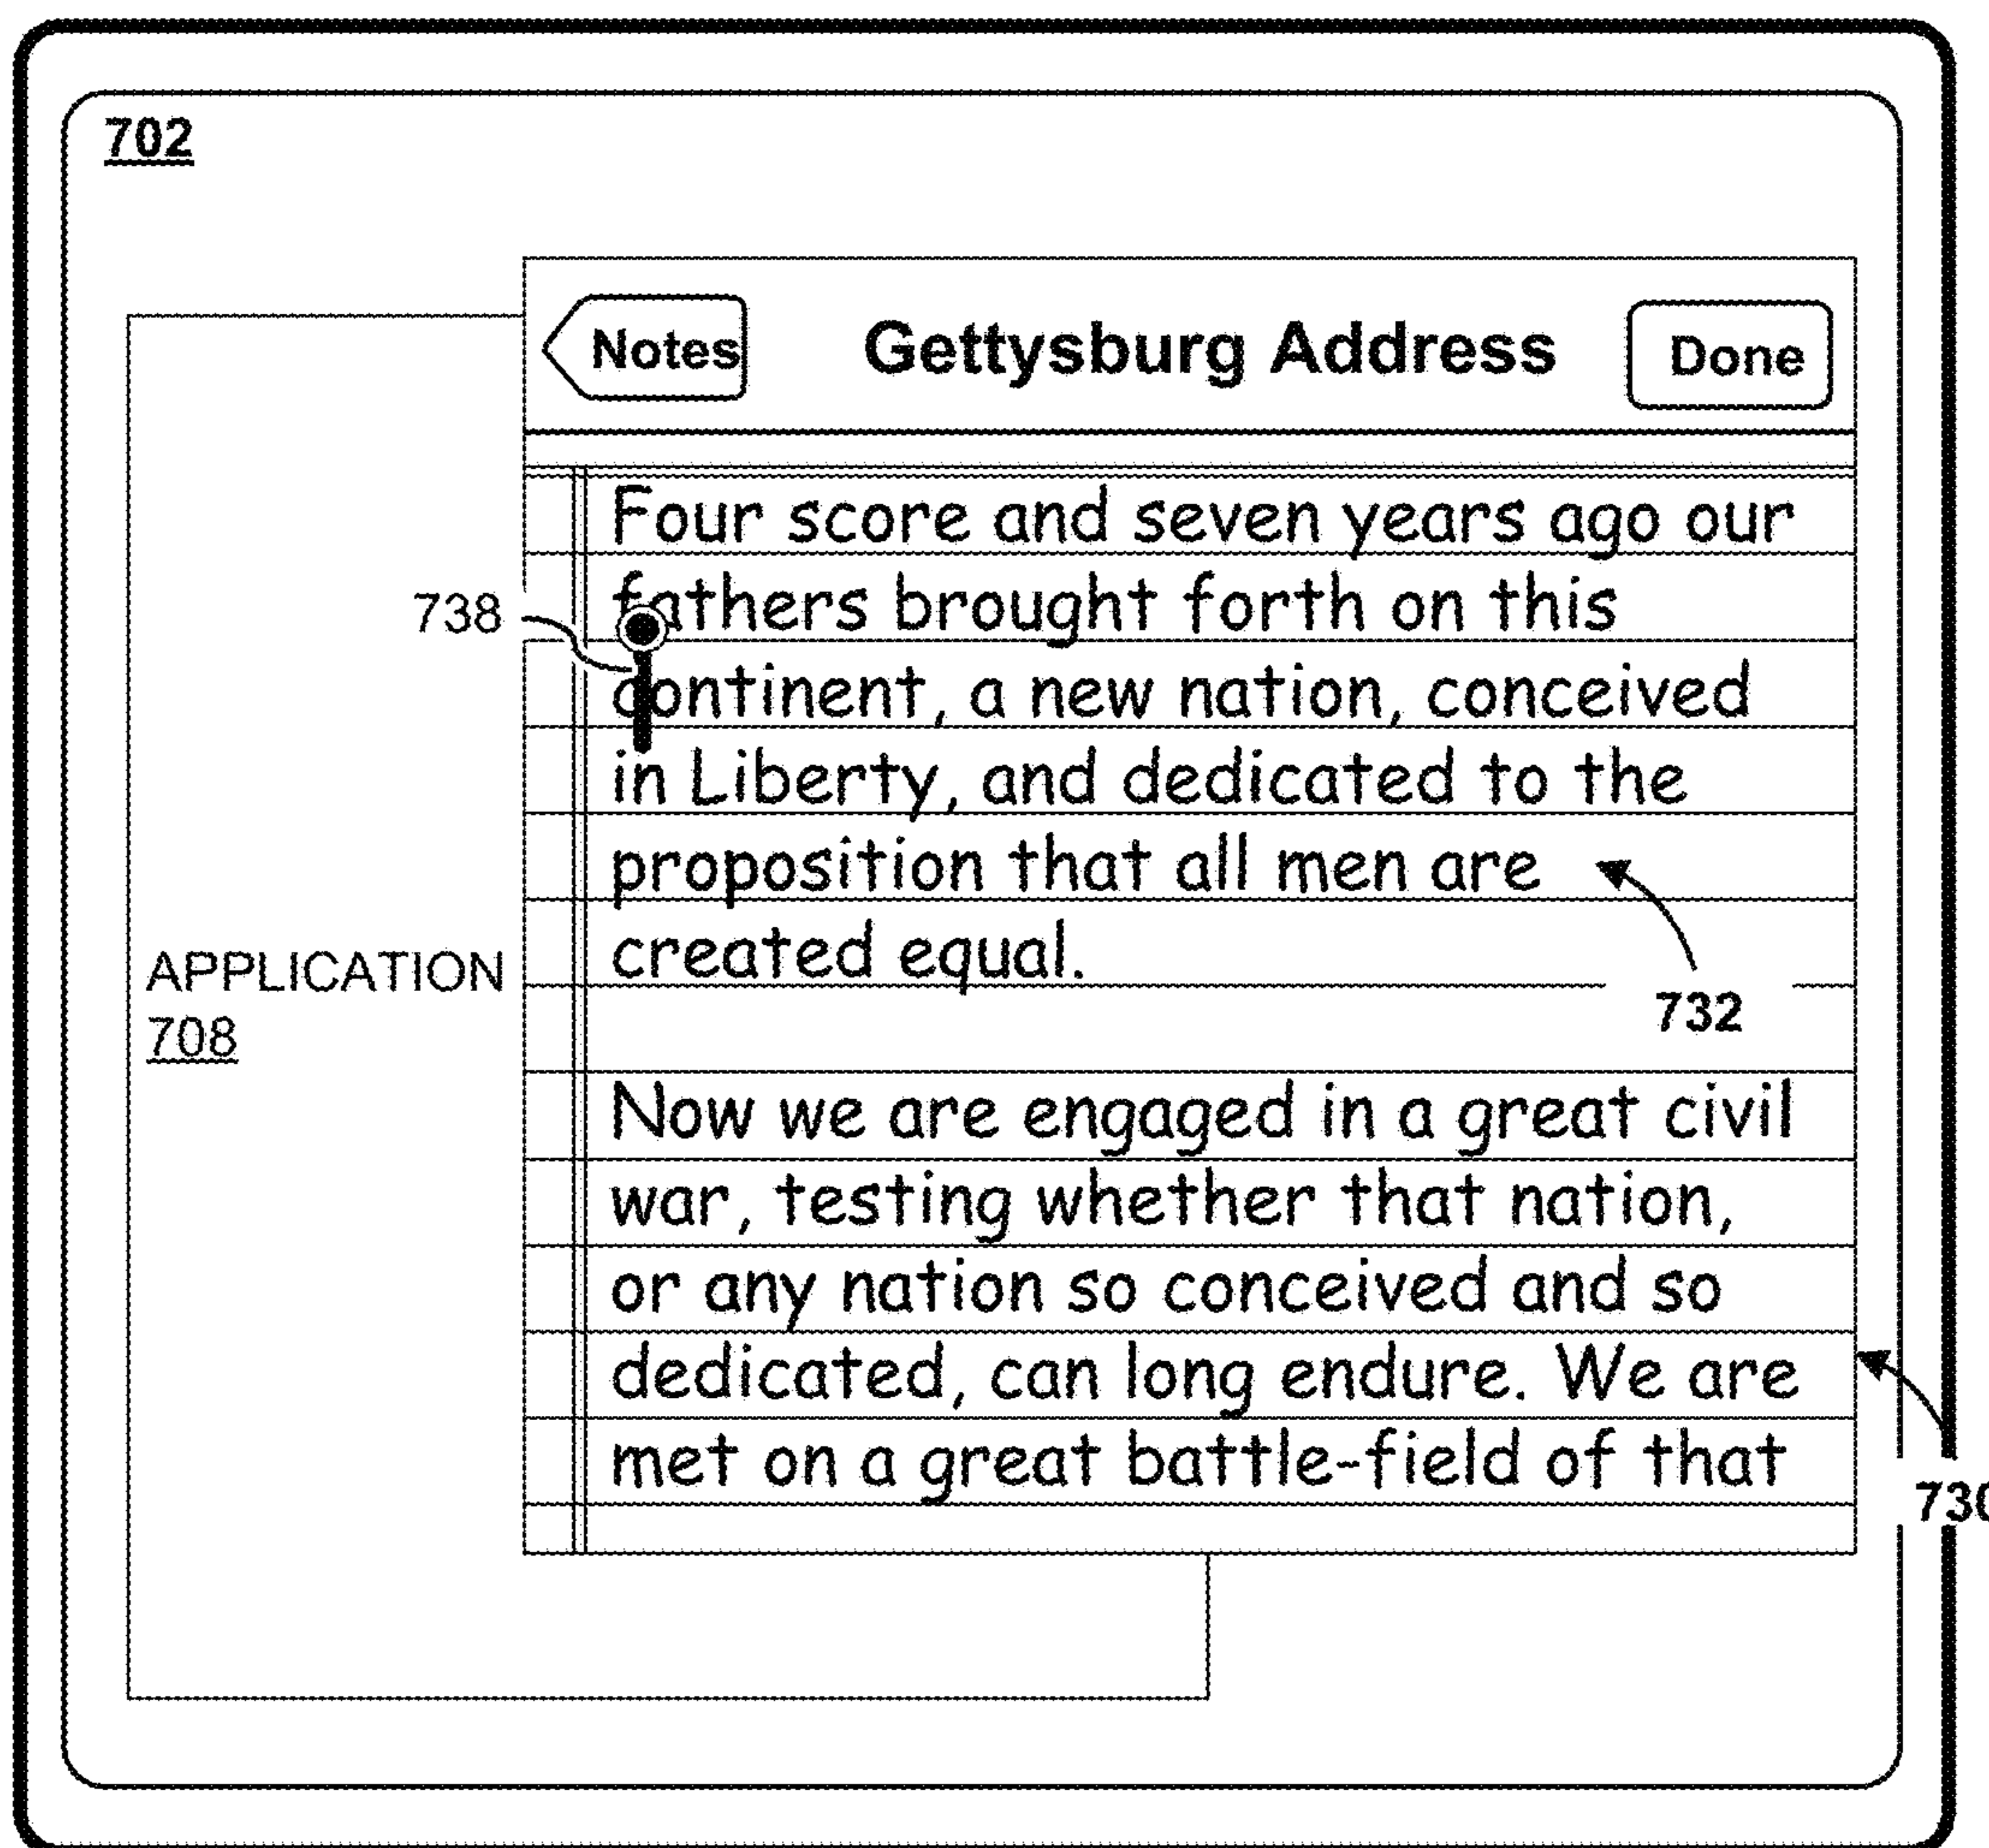 702
Notes
Gettysburg Address
Done
Four score and seven years ago our
738
fathers brought forth on this
continent, a new nation, conceived
in Liberty, and dedicated to the
proposition that all men are
created equal.
APPLICATION
708
732
Now we are engaged in a great civil
war, testing whether that nation,
or any nation so conceived and so
dedicated, can long endure. We are
met on a great battle-field of that
730